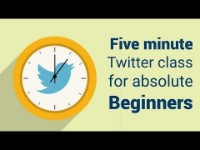 Five minute
Twitter class
for absolute
Beginners